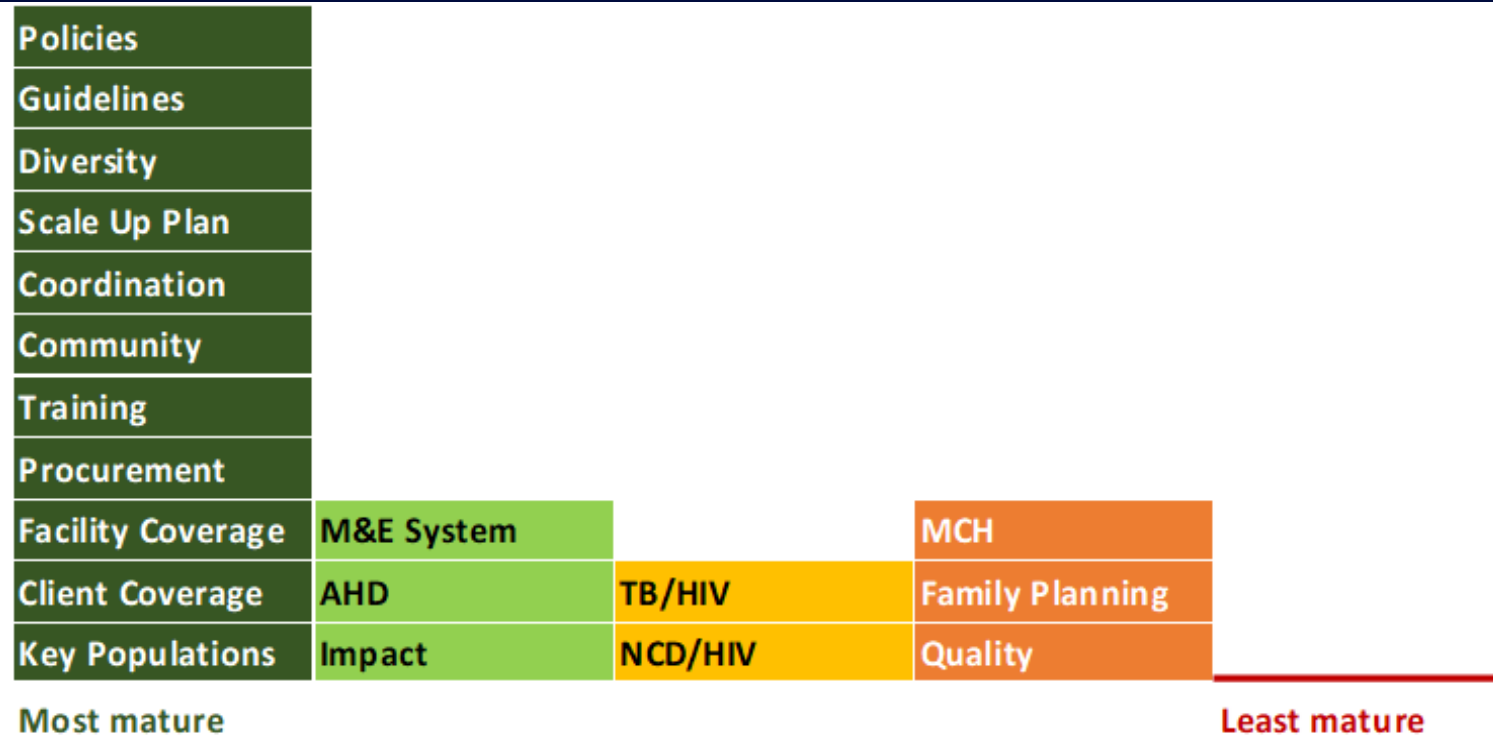 Policies
Guidelines
Diversity
Scale Up Plan
Coordination
Community
Training
Procurement
Facility Coverage M&E System MCH
Client Coverage AHD TB/HIV Family Planning
Key Populations Impact NCD/HIV Quality
Most mature Least mature